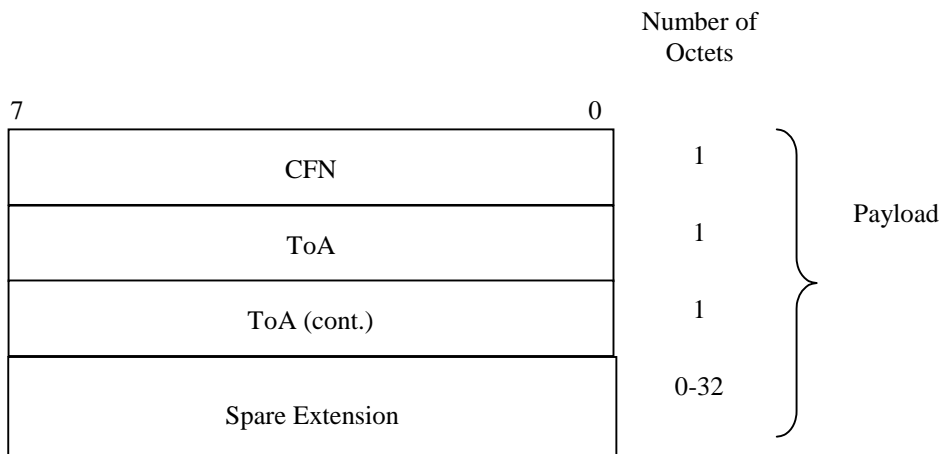 Number of
Octets
7 0
CFN 1
Payload
ToA 1
ToA (cont.) 1
Spare Extension 0-32